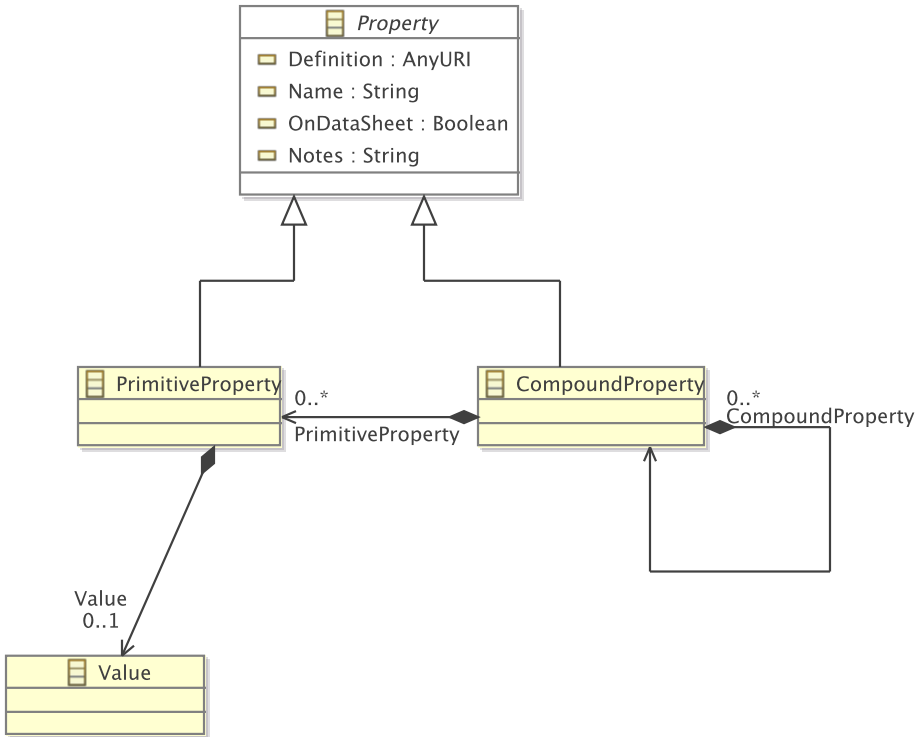 Property
Definition : AnyURI
Name : String
OnDataSheet : Boolean
Notes : String
PrimitiveProperty
CompoundProperty
0..*
PrimitiveProperty
0..*
CompoundProperty
Value
0..1
Value